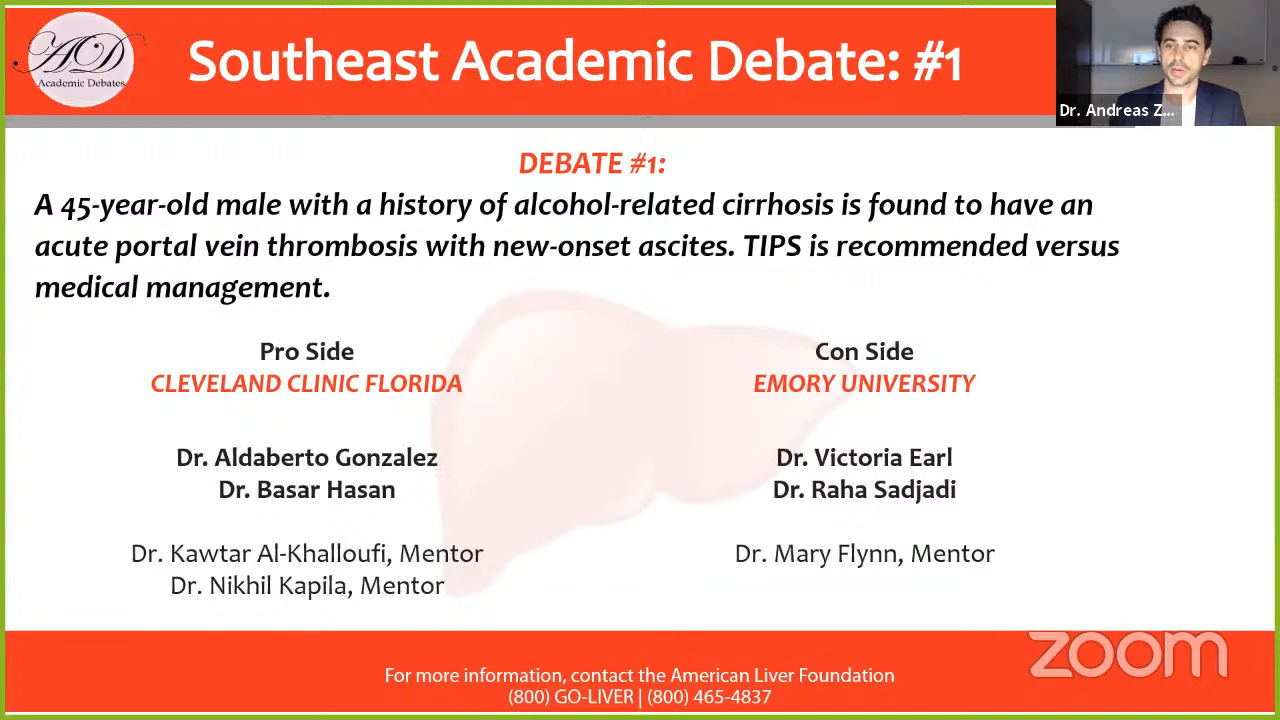 AD
Academic Debates
Southeast Academic Debate: #1
Dr. Andreas Z...
DEBATE #1:
A 45-year-old male with a history of alcohol-related cirrhosis is found to have an
acute portal vein thrombosis with new-onset ascites. TIPS is recommended versus
medical management.
Pro Side
CLEVELAND CLINIC FLORIDA
Dr. Aldaberto Gonzalez
Dr. Basar Hasan
Dr. Kawtar Al-Khalloufi, Mentor
Dr. Nikhil Kapila, Mentor
Con Side
EMORY UNIVERSITY
Dr. Victoria Earl
Dr. Raha Sadjadi
Dr. Mary Flynn, Mentor
zoom
For more information, contact the American Liver Foundation
(800) GO-LIVER | (800) 465-4837